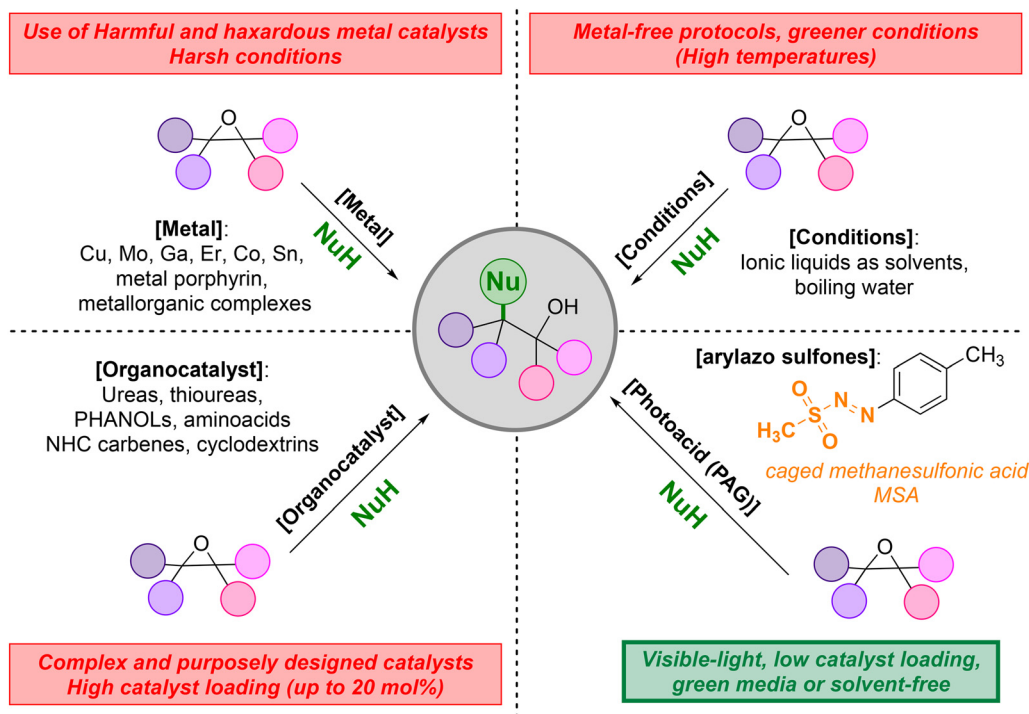 Use of Harmful and haxardous metal catalysts
Harsh conditions
O
[Metal]
NuH
[Metal]:
Cu, Mo, Ga, Er, Co, Sn,
metal porphyrin,
metallorganic complexes
Metal-free protocols, greener conditions
(High temperatures)
O
[Conditions]
NuH
[Conditions]:
Ionic liquids as solvents,
boiling water
Nu
OH
[Organocatalyst]:
Ureas, thioureas,
PHANOLs, aminoacids
NHC carbenes, cyclodextrins
[Organocatalyst]
NuH
O
Complex and purposely designed catalysts
High catalyst loading (up to 20 mol%)
[arylazo sulfones]:
CH3
O
N
S
N
H3C
O
caged methanesulfonic acid
MSA
[Photoacid (PAG)]
NuH
O
Visible-light, low catalyst loading,
green media or solvent-free